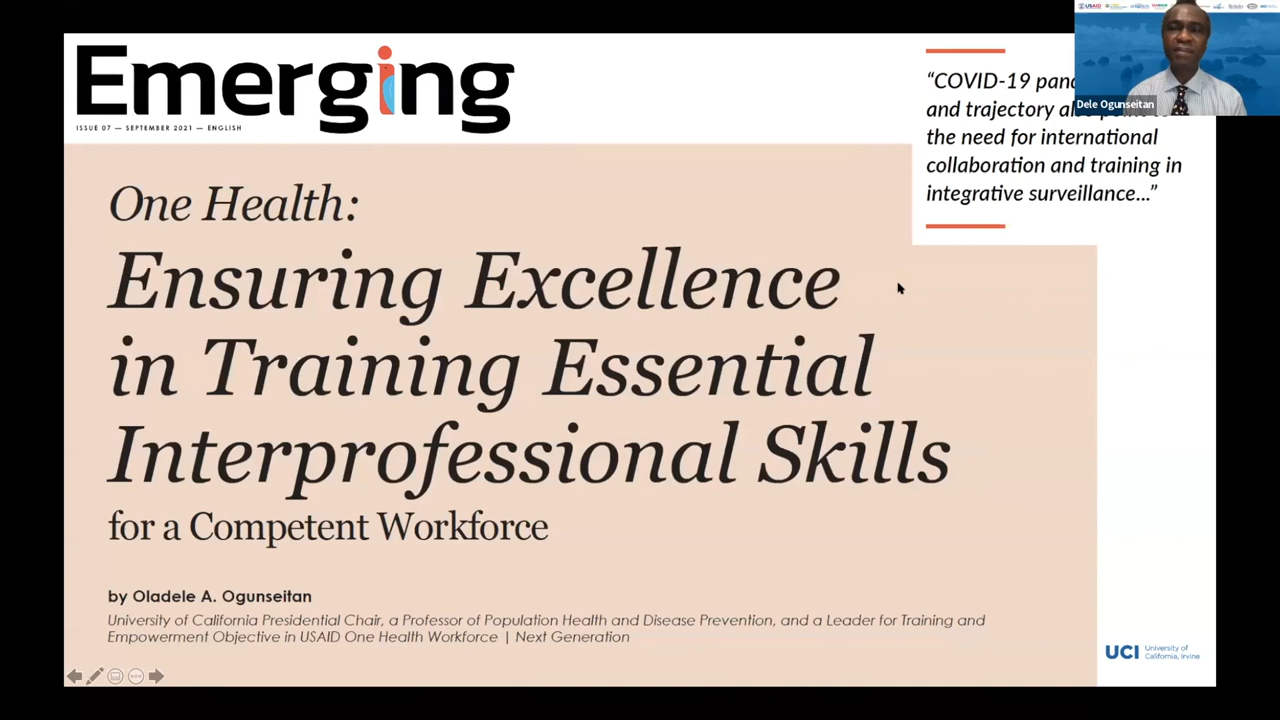 Emerging
ISSUE 07 — SEPTEMBER 2021 — ENGLISH
One Health:
Ensuring Excellence
in Training Essential
Interprofessional Skills
for a Competent Workforce
by Oladele A. Ogunseitan
University of California Presidential Chair, a Professor of Population Health and Disease Prevention, and a Leader for Training and
Empowerment Objective in USAID One Health Workforce | Next Generation
“COVID-19
and trajectory
the need for international
collaboration and training in
integrative surveillance...”
USAID
Dele Ogunseitan
UCI University of
California, Irvine